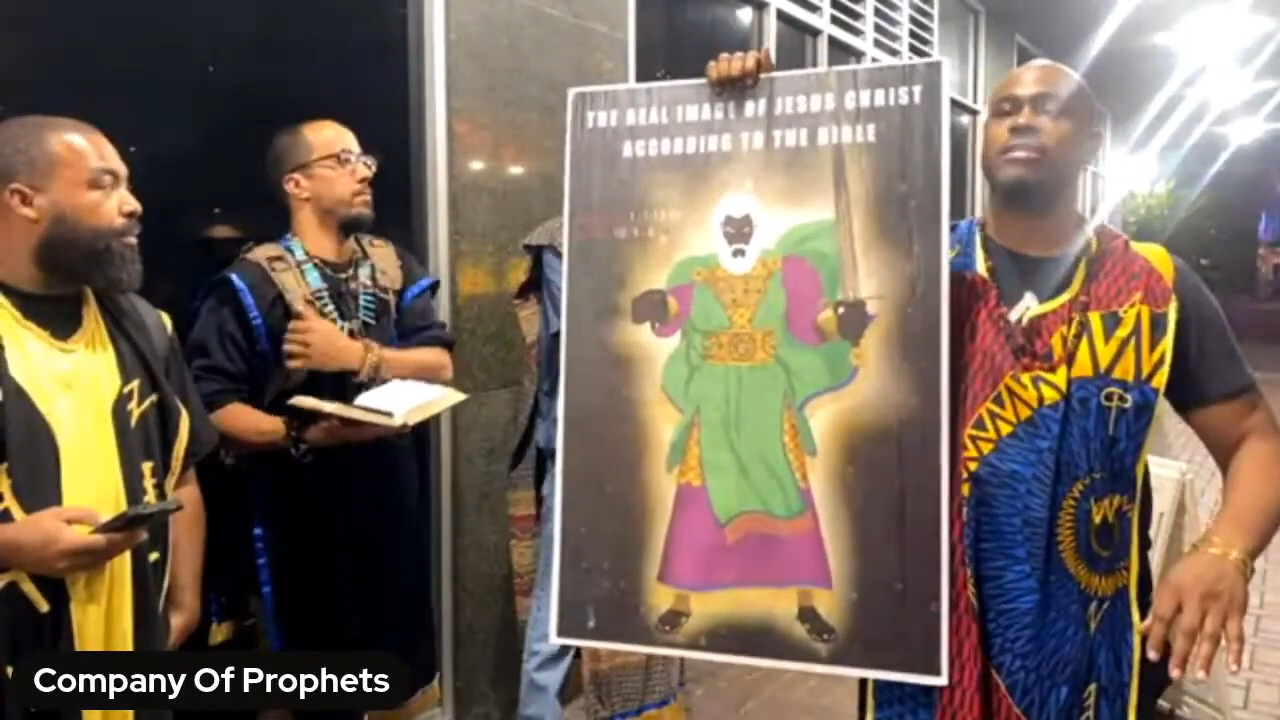 THE REAL IMAGE OF JESUS CHRIST
ACCORDING TO THE BIBLE
Company Of Prophets